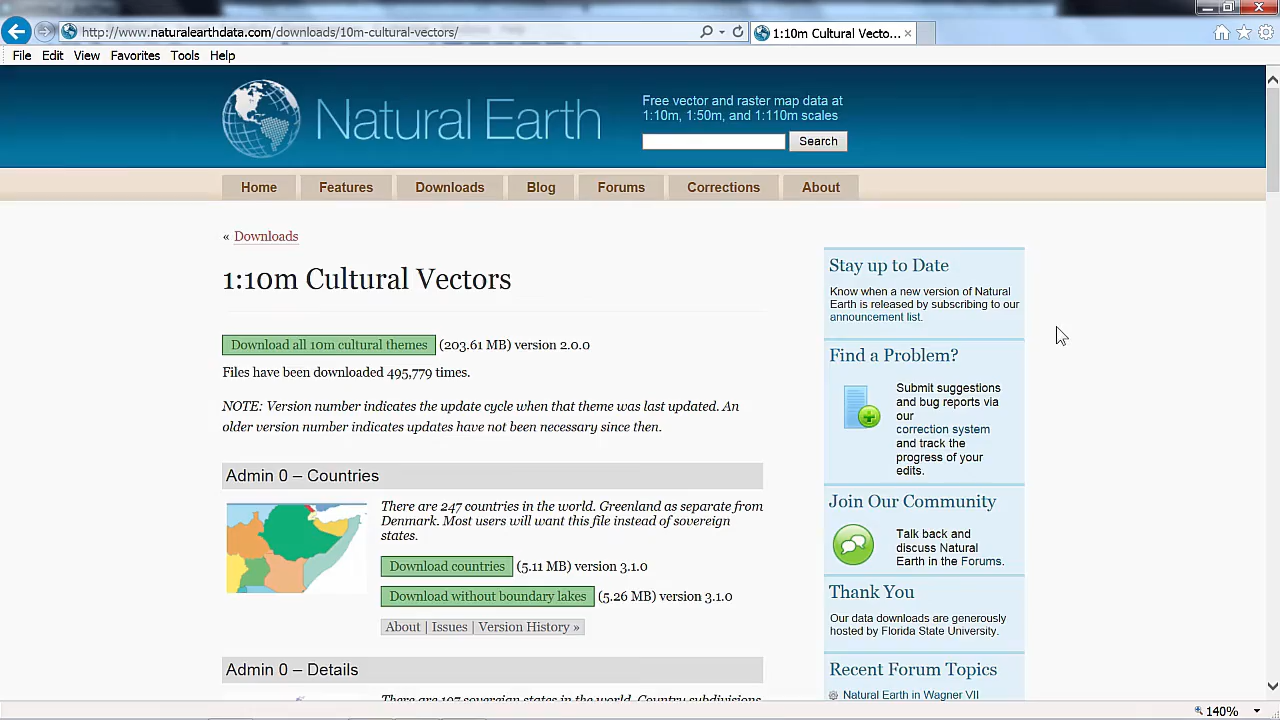 http://www.naturalearthdata.com/downloads/10m-cultural-vectors/
1:10m Cultural Vecto...
File Edit View Favorites Tools Help
Natural Earth
Free vector and raster map data at
1:10m, 1:50m, and 1:110m scales
Search
Home Features Downloads Blog Forums Corrections About
« Downloads
1:10m Cultural Vectors
Download all 10m cultural themes (203.61 MB) version 2.0.0
Files have been downloaded 495,779 times.
NOTE: Version number indicates the update cycle when that theme was last updated. An
older version number indicates updates have not been necessary since then.
Admin 0 – Countries
There are 247 countries in the world. Greenland as separate from
Denmark. Most users will want this file instead of sovereign
states.
Download countries (5.11 MB) version 3.1.0
Download without boundary lakes (5.26 MB) version 3.1.0
About | Issues | Version History »
Admin 0 – Details
There are 197 sovereign states in the world. Country subdivisions
Stay up to Date
Know when a new version of Natural
Earth is released by subscribing to our
announcement list.
Find a Problem?
Submit suggestions
and bug reports via
our
correction system
and track the
progress of your
edits.
Join Our Community
Talk back and
discuss Natural
Earth in the Forums.
Thank You
Our data downloads are generously
hosted by Florida State University.
Recent Forum Topics
Natural Earth in Wagner VII
140%